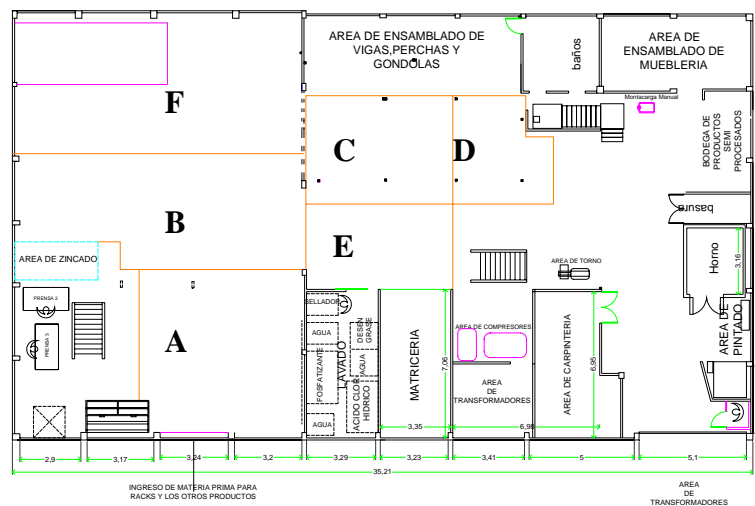 AREA DE ENSAMBLADO DE
VIGAS,PERCHAS Y
GONDOLAS
baños
AREA DE
ENSAMBLADO DE
MUEBLERIA
Montacarga Manual
F
C
D
BODEGA DE
PRODUCTOS
SEMI
PROCESADOS
basura
B
E
AREA DE ZINCADO
AREA DE TORNO
Horno
3,16
PRENSA 2
PRENSA 3
A
SELLADOR
AGUA
FOSFATIZANTE
AGUA
LAVADO
DESEN
GRASE
AGUA
ACIDO CLOR
HIDRICO
MATRICERIA
7,06
AREA DE COMPRESORES
AREA
DE
TRANSFORMADORES
AREA DE CARPINTERIA
6,95
AREA DE
PINTADO
3,35
6,98
2,9
3,17
3,24
3,2
3,29
3,23
3,41
5
5,1
35,21
INGRESO DE MATERIA PRIMA PARA
RACKS Y LOS OTROS PRODUCTOS
AREA
DE
TRANSFORMADORES